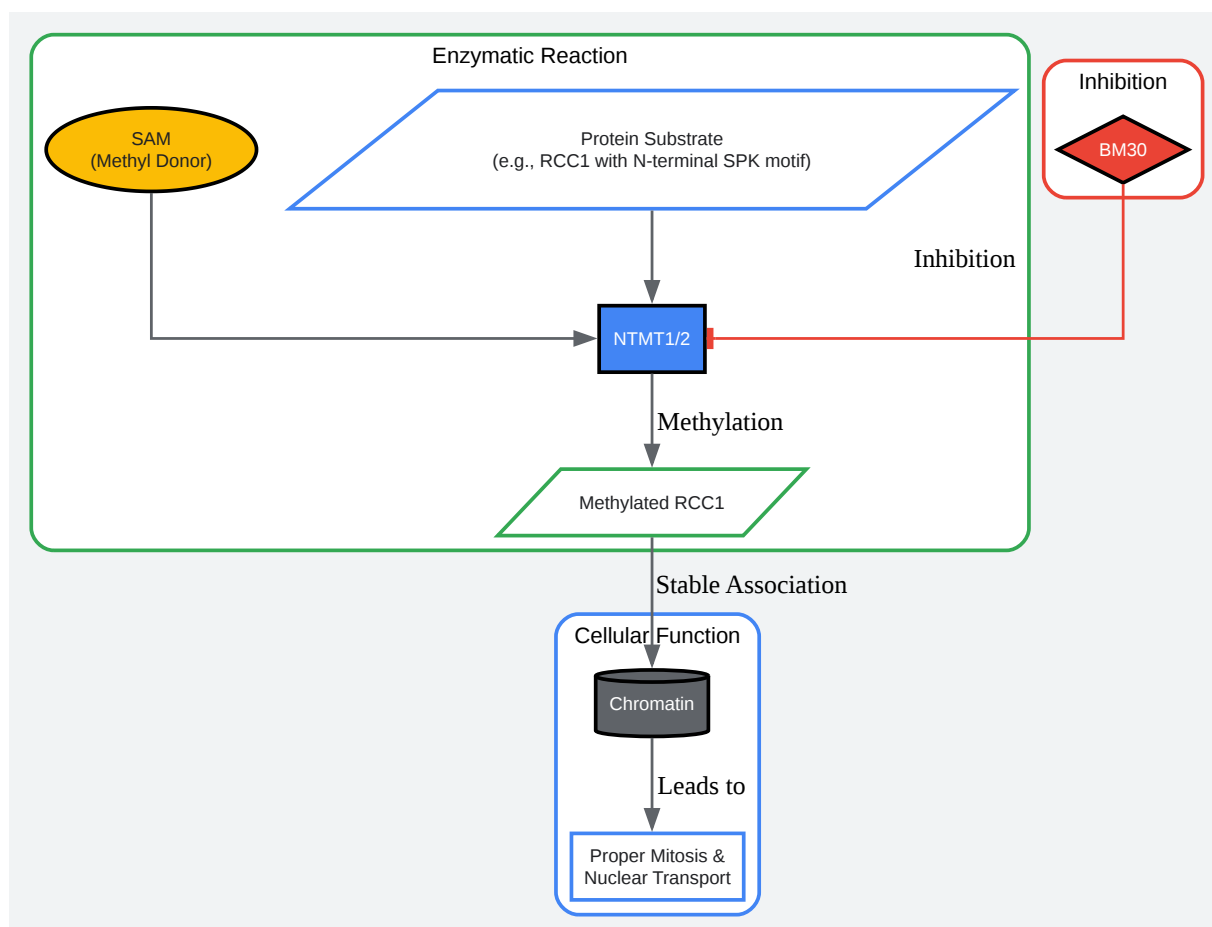 Enzymatic Reaction
Inhibition
SAM
(Methyl Donor)
Protein Substrate
(e.g., RCC1 with N-terminal SPK motif)
BM30
Inhibition
NTMT1/2
Methylation
Methylated RCC1
Stable Association
Cellular Function
Chromatin
Leads to
Proper Mitosis &
Nuclear Transport